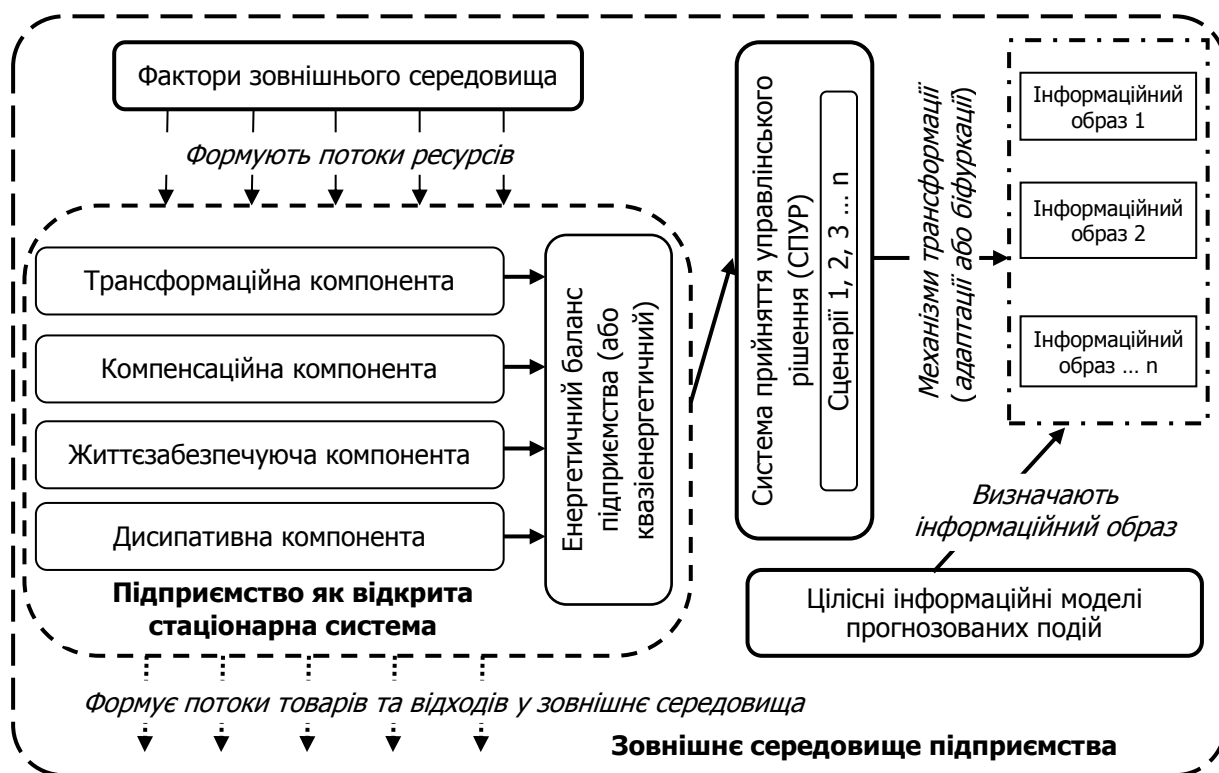 Фактори зовнішнього середовища
Формують потоки ресурсів
Трансформаційна компонента
Компенсаційна компонента
Життєзабезпечуюча компонента
Дисипативна компонента
Енергетичний баланс
підприємства (або
квазіенергетичний)
Підприємство як відкрита
стаціонарна система
Формує потоки товарів та відходів у зовнішнє середовища
Система прийняття управлінського
рішення (СПУР)
Сценарії 1, 2, 3 ... n
Механізми трансформації
(адаптації або біфуркації)
Інформаційний
образ 1
Інформаційний
образ 2
Інформаційний
образ ... n
Визначають
інформаційний образ
Цілісні інформаційні моделі
прогнозованих подій
Зовнішнє середовище підприємства